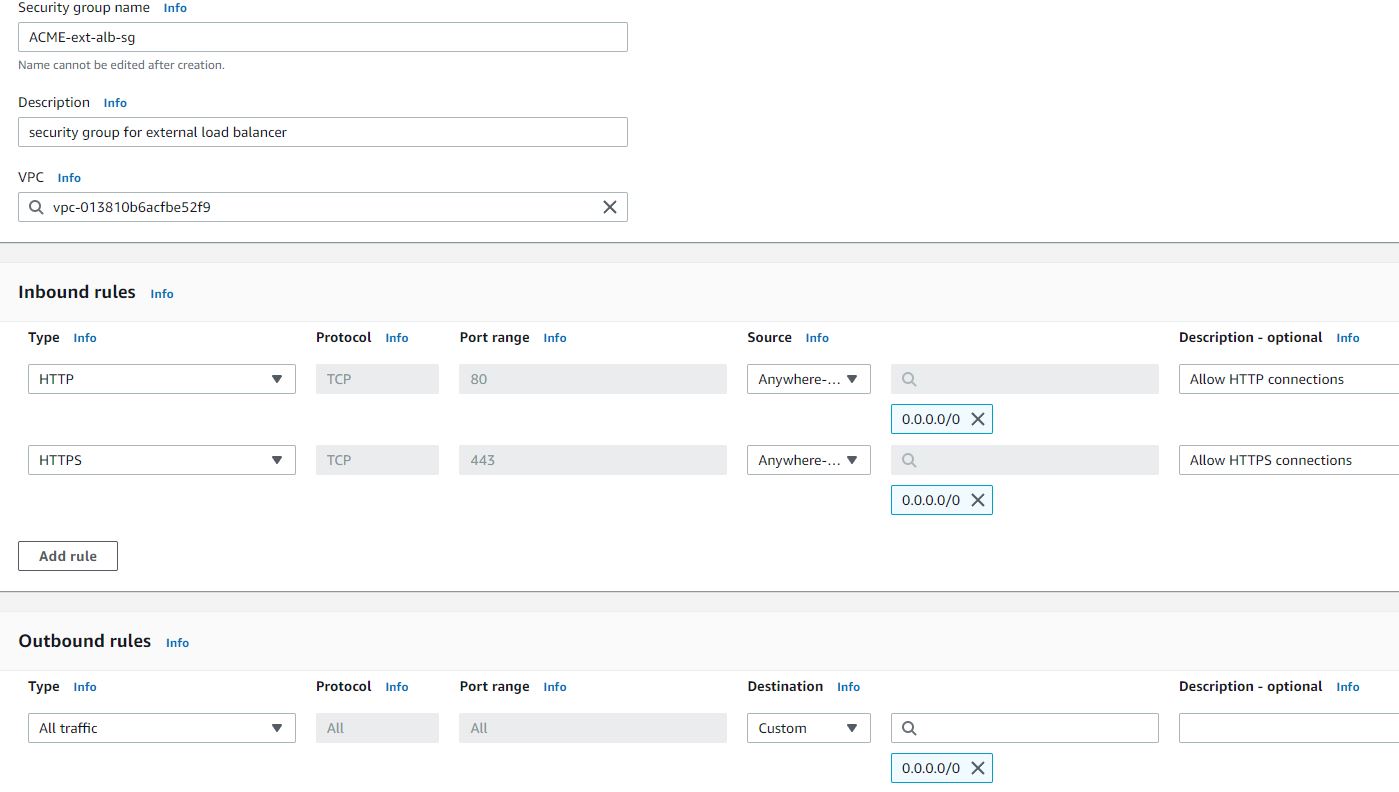 Security group name Info
ACME-ext-alb-sg
Name cannot be edited after creation.
Description Info
security group for external load balancer
VPC Info
vpc-013810b6acfbe52f9
Inbound rules Info
Type Info Protocol Info Port range Info Source Info Description - optional Info
HTTP TCP 80 Anywhere-... Allow HTTP connections
0.0.0.0/0
HTTPS TCP 443 Anywhere-... Allow HTTPS connections
0.0.0.0/0
Add rule
Outbound rules Info
Type Info Protocol Info Port range Info Destination Info Description - optional Info
All traffic All All Custom
0.0.0.0/0